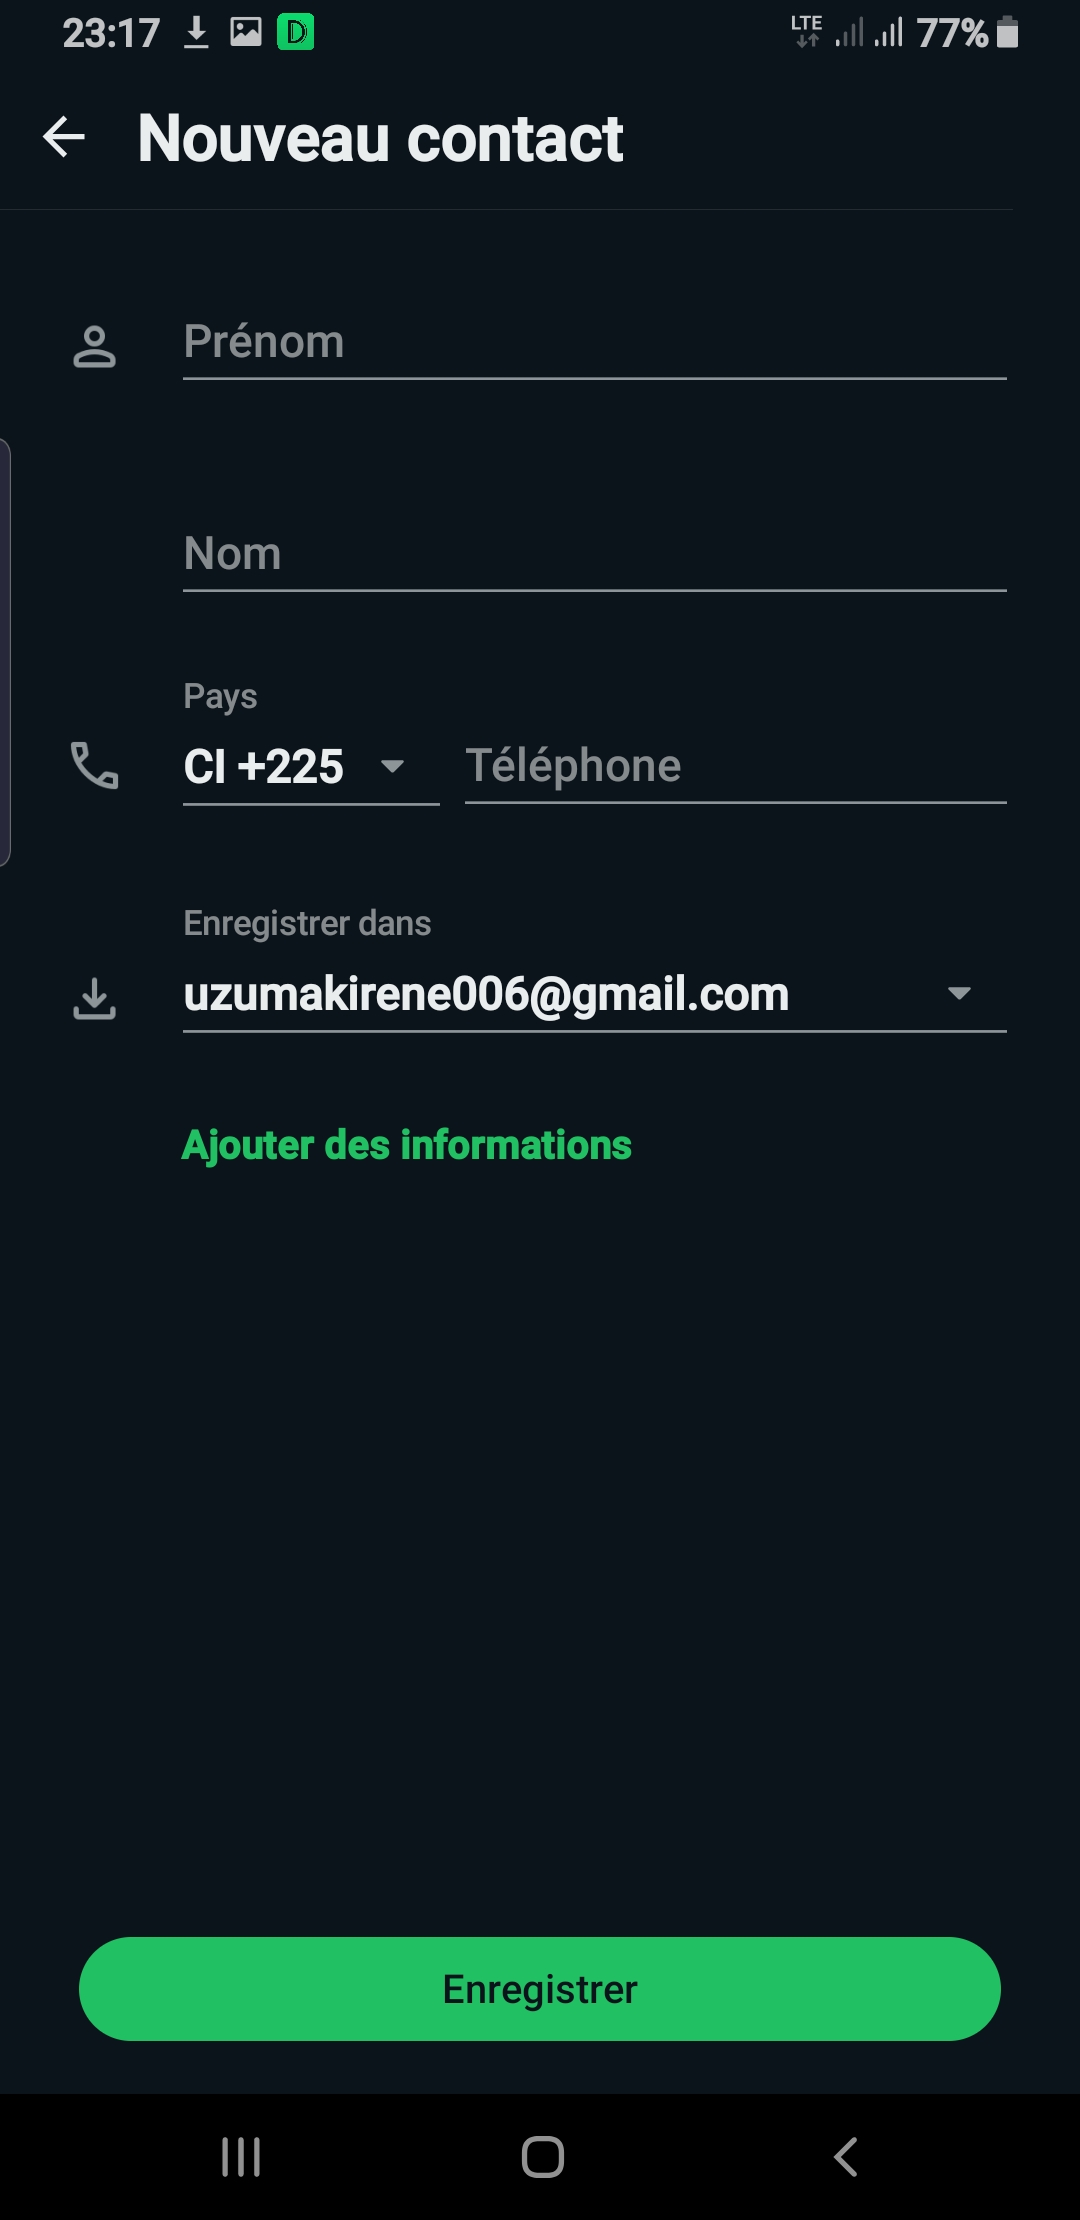 23:17 D LTE 77%
Nouveau contact
Prénom
Nom
Pays
CI +225 Téléphone
Enregistrer dans
uzumakirene006@gmail.com
Ajouter des informations
Enregistrer